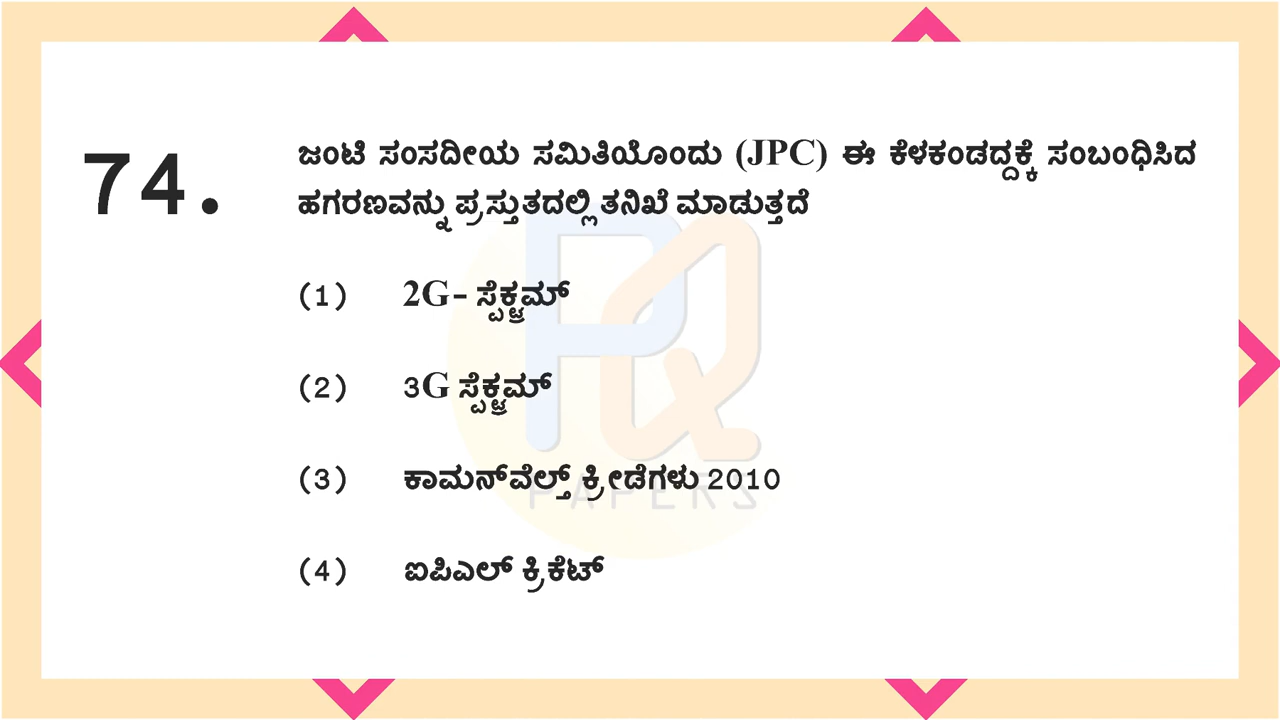 74. ಜಂಟಿ ಸಂಸದೀಯ ಸಮಿತಿಯೊಂದು (JPC) ಈ ಕೆಳಕಂಡದ್ದಕ್ಕೆ ಸಂಬಂಧಿಸಿದ
ಹಗರಣವನ್ನು ಪ್ರಸ್ತುತದಲ್ಲಿ ತನಿಖೆ ಮಾಡುತ್ತದೆ
(1) 2G- ಸ್ಪೆಕ್ಟ್ರಮ್
(2) 3G ಸ್ಪೆಕ್ಟ್ರಮ್
(3) ಕಾಮನ್‌ವೆಲ್ತ್ ಕ್ರೀಡೆಗಳು 2010
PAPERS
(4) ಐಪಿಎಲ್ ಕ್ರಿಕೆಟ್